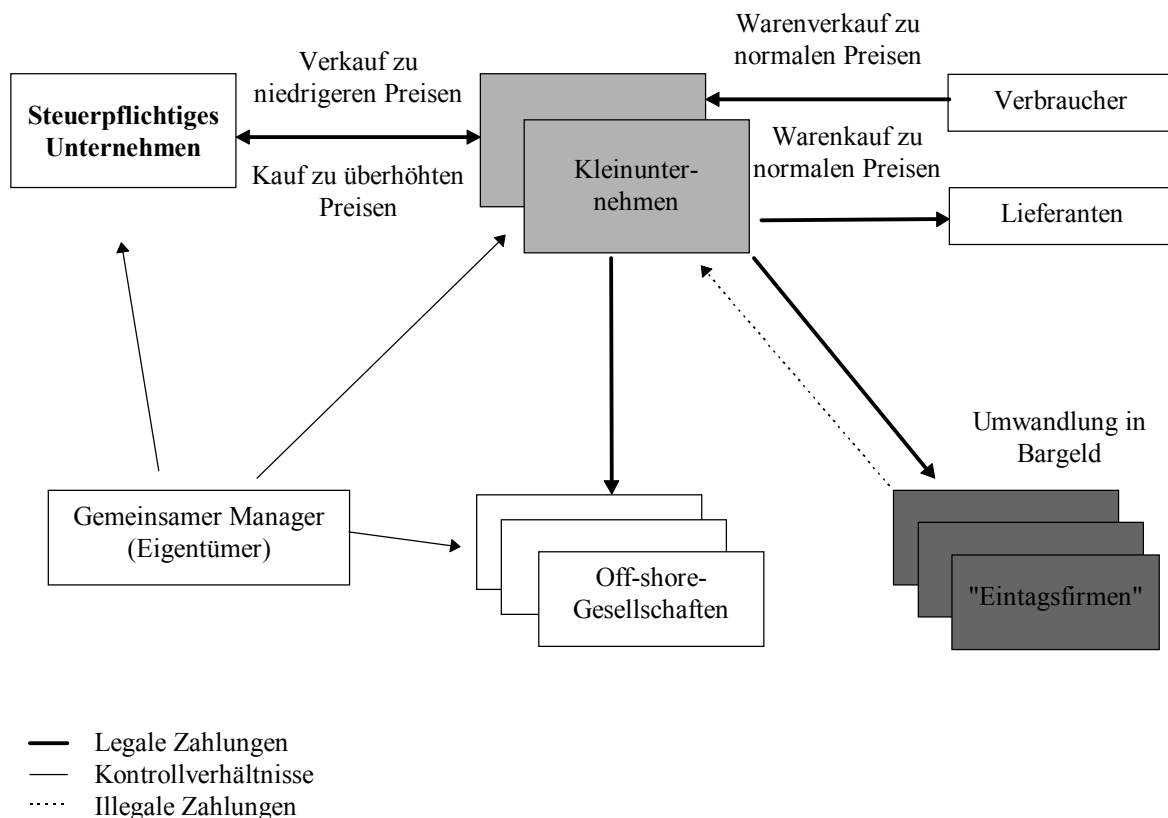 Warenverkauf zu
normalen Preisen
Verkauf zu
niedrigeren Preisen
Steuerpflichtiges
Unternehmen
Verbraucher
Warenkauf zu
normalen Preisen
Kauf zu überhöhten
Preisen
Kleinunter-
nehmen
Lieferanten
Umwandlung in
Bargeld
Gemeinsamer Manager
(Eigentümer)
Off-shore-
Gesellschaften
"Eintagsfirmen"
Legale Zahlungen
Kontrollverhältnisse
Illegale Zahlungen